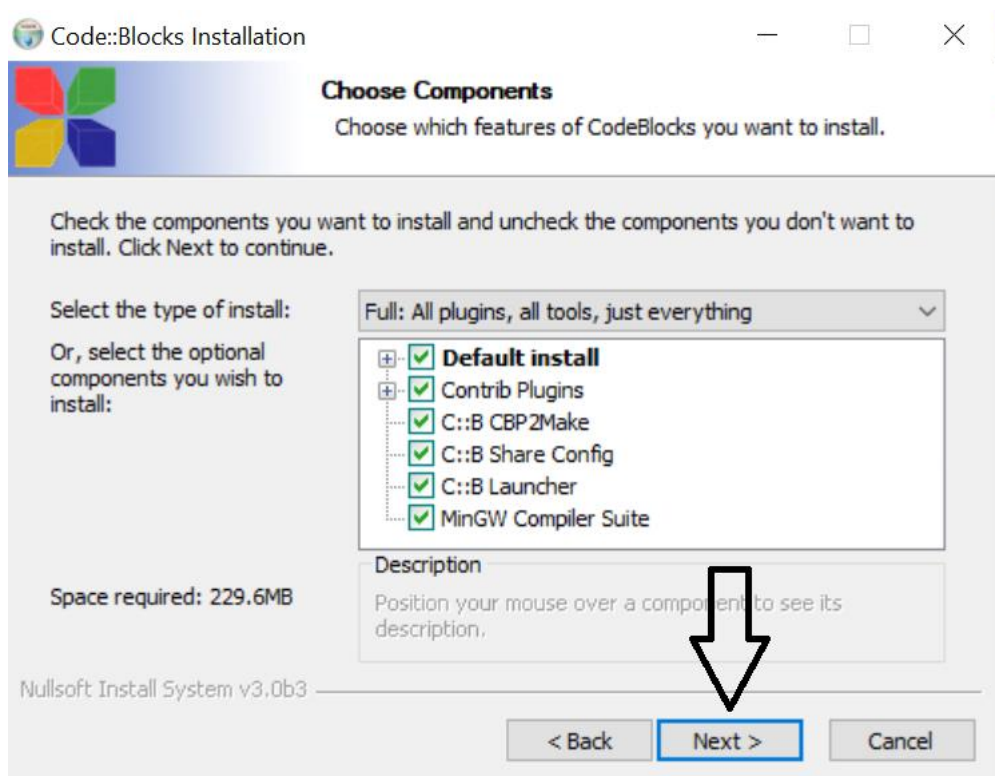 Code::Blocks Installation
Choose Components
Choose which features of CodeBlocks you want to install.
Check the components you want to install and uncheck the components you don't want to
install. Click Next to continue.
Select the type of install:
Full: All plugins, all tools, just everything
Or, select the optional
components you wish to
install:
Default install
Contrib Plugins
C::B CBP2Make
C::B Share Config
C::B Launcher
MinGW Compiler Suite
Space required: 229.6MB
Description
Position your mouse over a component to see its
description.
Nullsoft Install System v3.0b3
< Back
Next >
Cancel